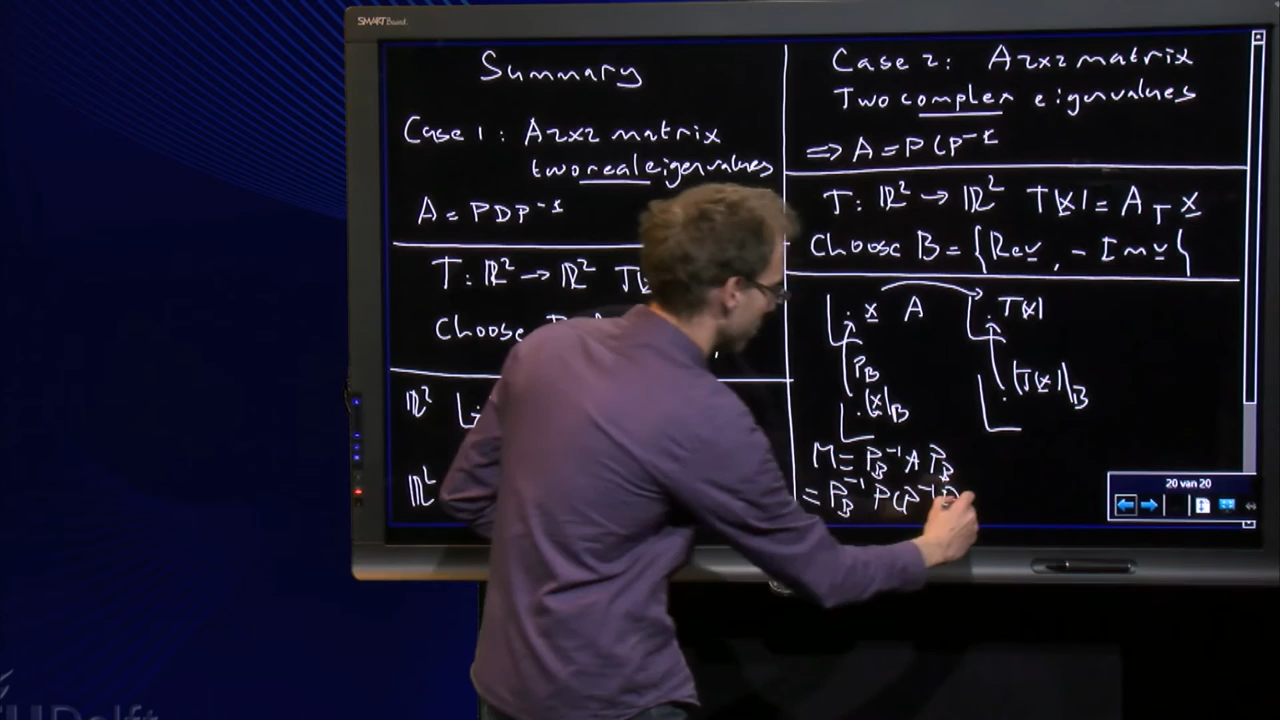 SMART Board
Summary
Case 1: A 2x2 matrix
two real eigenvalues
A = PDP⁻¹
T: ℝ² → ℝ² T(x
Choose
ℝ²
ℝ²
Case 2: A 2x2 matrix
Two complex eigenvalues
⇒ A = PCP⁻¹
T: ℝ² → ℝ² T(x) = A_T x
Choose B = {Re v, - Im v}
x A T(x)
P_B
(x)_B (T(x))_B
M = P_B⁻¹ A P_B
= P_B⁻¹ P C P⁻¹ P
20 van 20
TU Delft